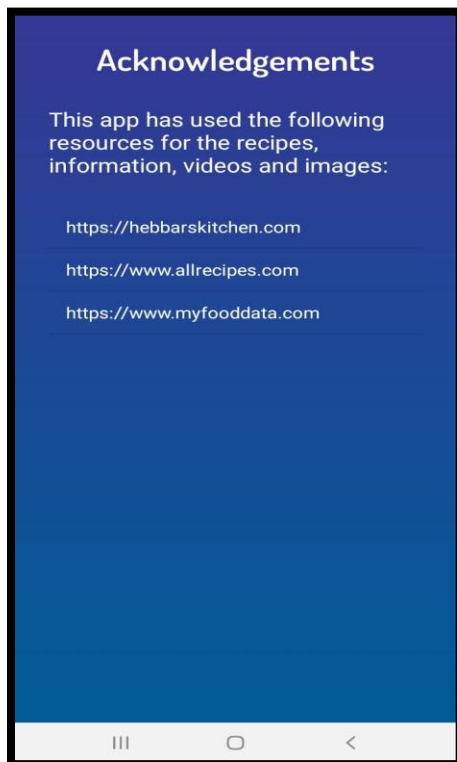 Acknowledgements
This app has used the following
resources for the recipes,
information, videos and images:
https://hebbarskitchen.com
https://www.allrecipes.com
https://www.myfooddata.com